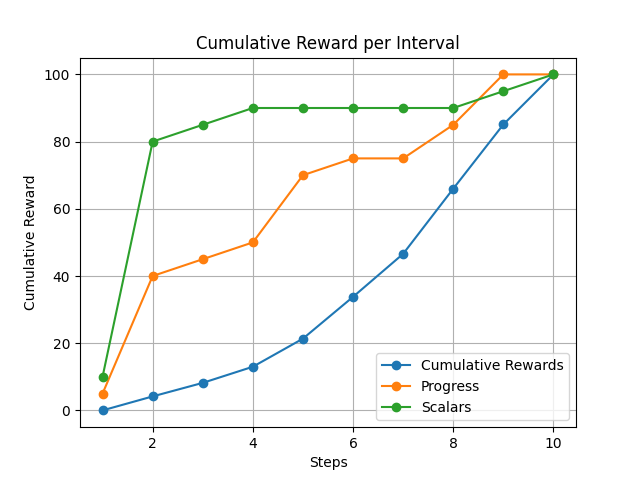 Cumulative Reward per Interval
Cumulative Reward
100
80
60
40
20
0
2
4
6
8
10
Steps
Cumulative Rewards
Progress
Scalars